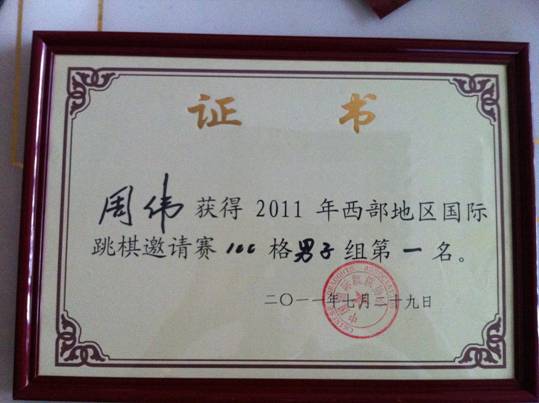 证 书
周伟 获得 2011 年西部地区国际
跳棋邀请赛 100 格 男子 组第 一 名。
二〇一一年七月二十九日